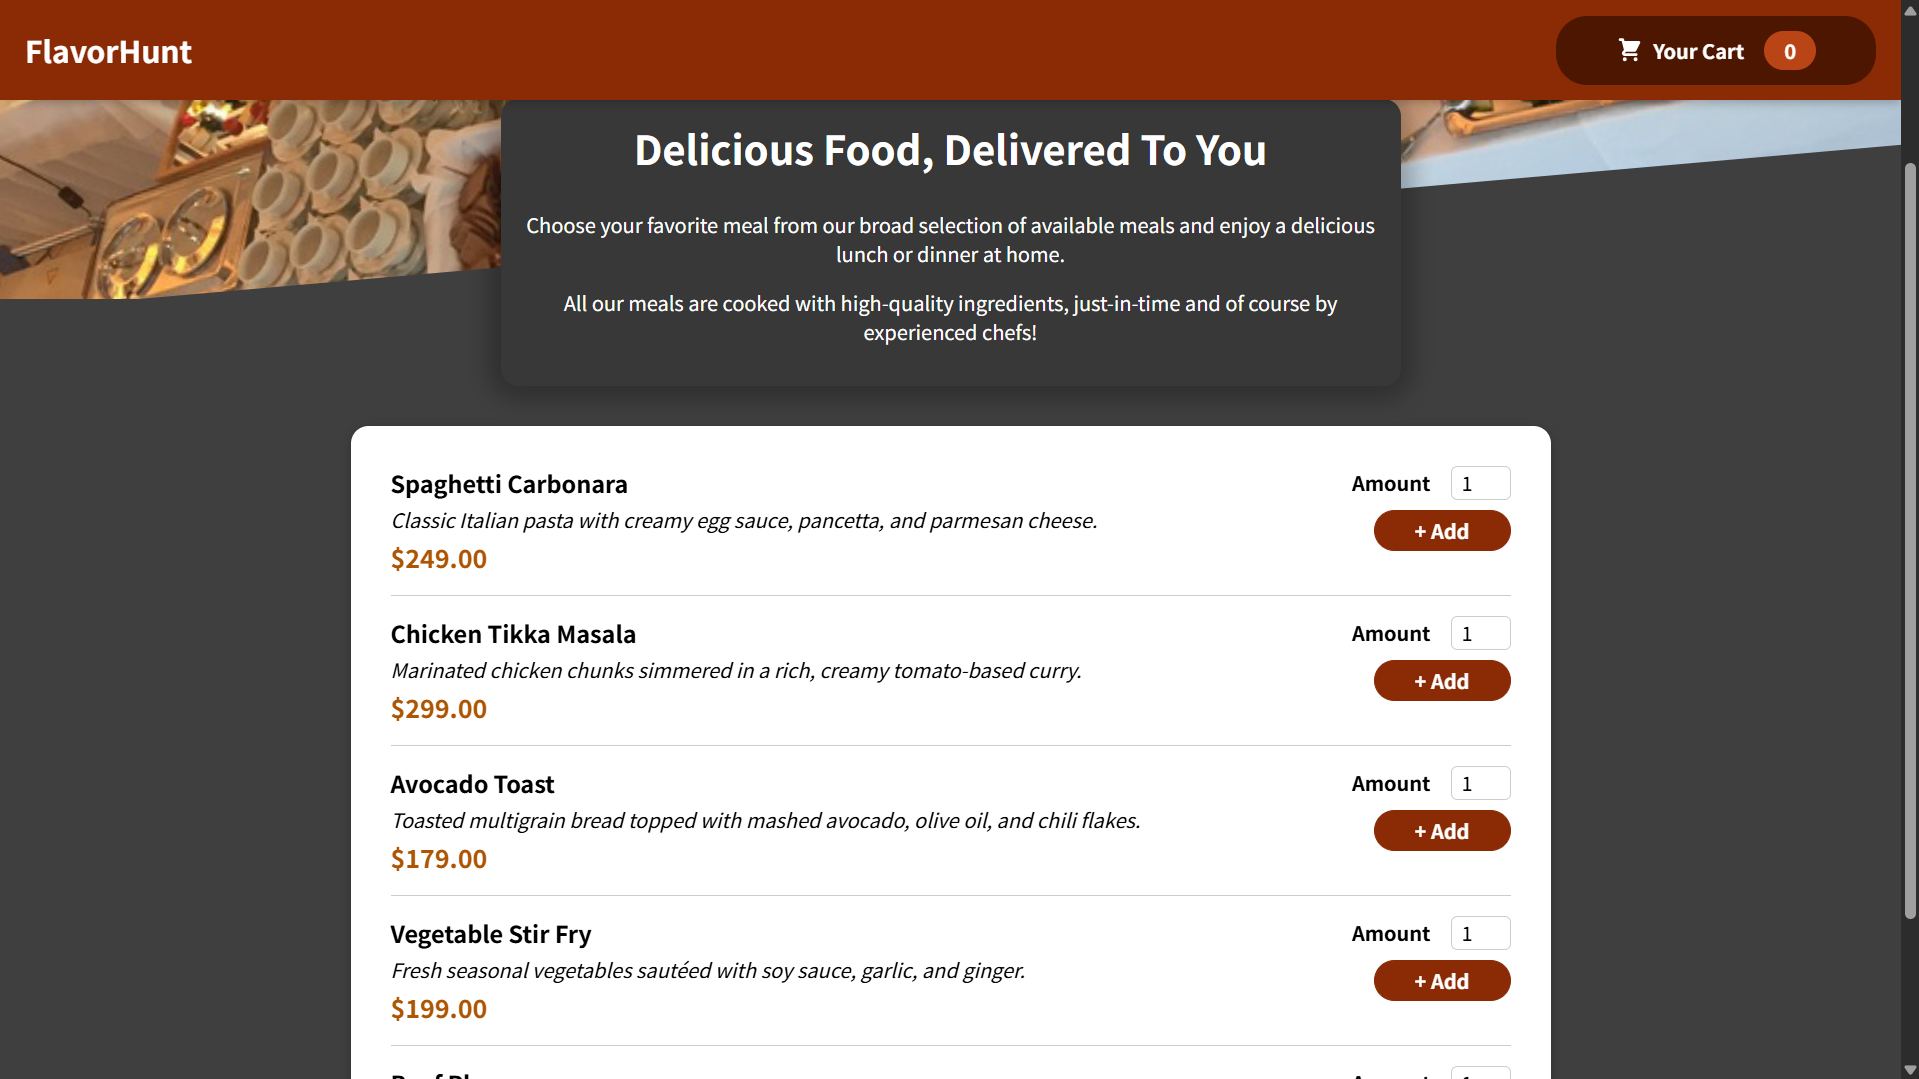 FlavorHunt
Your Cart 0
Delicious Food, Delivered To You
Choose your favorite meal from our broad selection of available meals and enjoy a delicious
lunch or dinner at home.
All our meals are cooked with high-quality ingredients, just-in-time and of course by
experienced chefs!
Spaghetti Carbonara
Amount 1
Classic Italian pasta with creamy egg sauce, pancetta, and parmesan cheese.
+ Add
$249.00
Chicken Tikka Masala
Amount 1
Marinated chicken chunks simmered in a rich, creamy tomato-based curry.
+ Add
$299.00
Avocado Toast
Amount 1
Toasted multigrain bread topped with mashed avocado, olive oil, and chili flakes.
+ Add
$179.00
Vegetable Stir Fry
Amount 1
Fresh seasonal vegetables sautéed with soy sauce, garlic, and ginger.
+ Add
$199.00